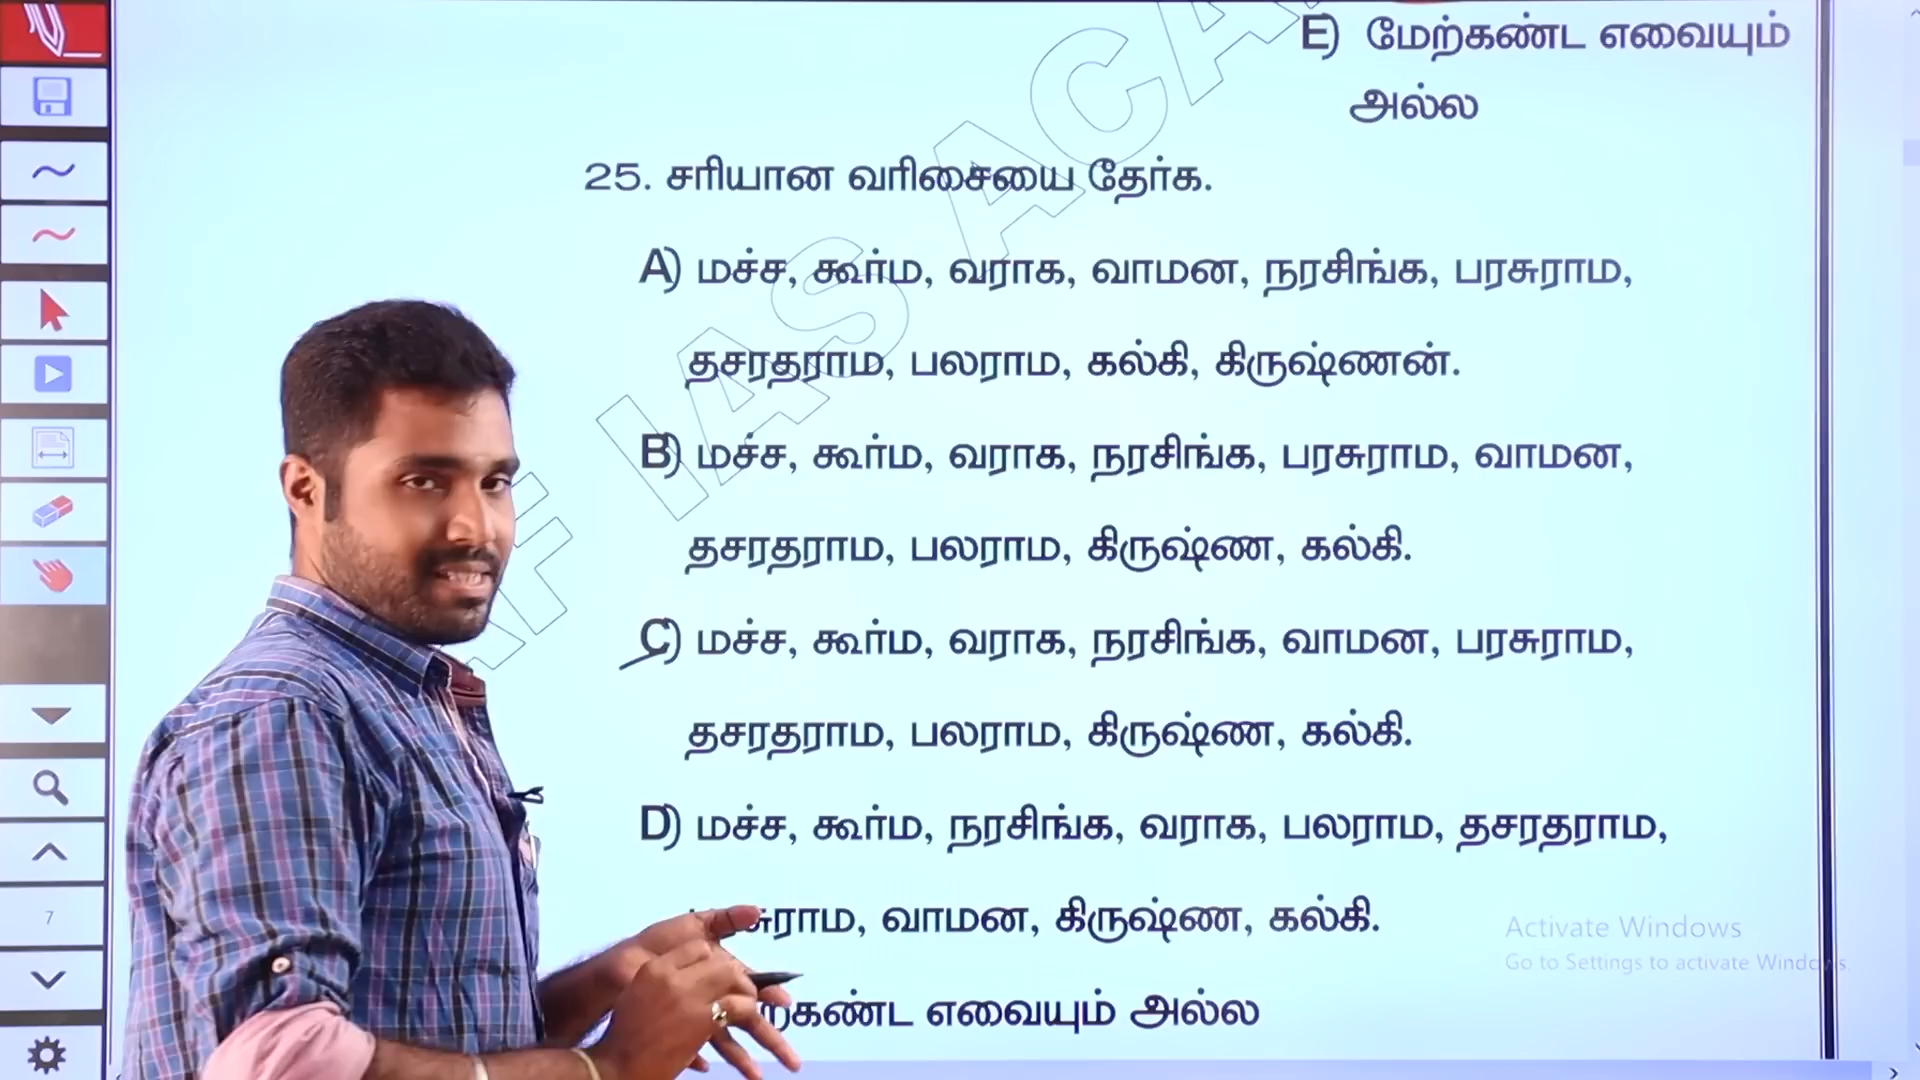 E) மேற்கண்ட எவையும்
அல்ல
25. சரியான வரிசையை தேர்க.
A) மச்ச, கூர்ம, வராக, வாமன, நரசிங்க, பரசுராம,
தசரதராம, பலராம, கல்கி, கிருஷ்ணன்.
B) மச்ச, கூர்ம, வராக, நரசிங்க, பரசுராம, வாமன,
தசரதராம, பலராம, கிருஷ்ண, கல்கி.
C) மச்ச, கூர்ம, வராக, நரசிங்க, வாமன, பரசுராம,
தசரதராம, பலராம, கிருஷ்ண, கல்கி.
D) மச்ச, கூர்ம, நரசிங்க, வராக, பலராம, தசரதராம,
வாமன, கிருஷ்ண, கல்கி.
எவையும் அல்ல
IAS
7
Activate Windows
Go to Settings to activate Windows.